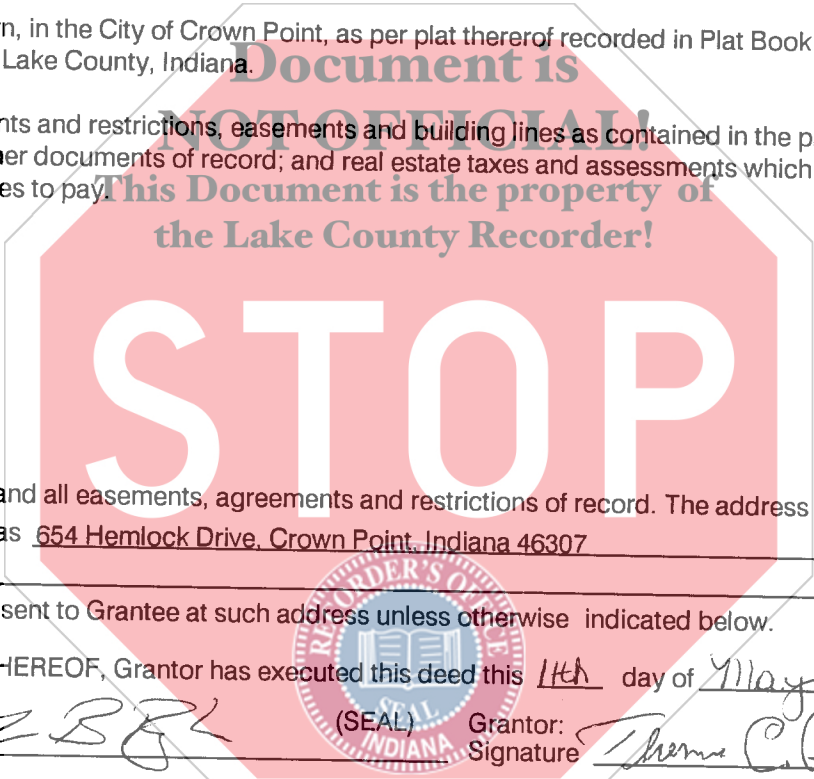 n, in the City of Crown Point, as per plat thererof recorded in Plat Book
Lake County, Indiana.
Document is
NOT OFFICIAL!
nts and restrictions, easements and building lines as contained in the p
er documents of record; and real estate taxes and assessments which
es to pay.
This Document is the property of
the Lake County Recorder!
STOP
and all easements, agreements and restrictions of record. The address
as 654 Hemlock Drive, Crown Point, Indiana 46307
sent to Grantee at such address unless otherwise indicated below.
HEREOF, Grantor has executed this deed this 11th day of May
(SEAL) Grantor:
Signature
RECORDER'S OFFICE
SEAL
INDIANA